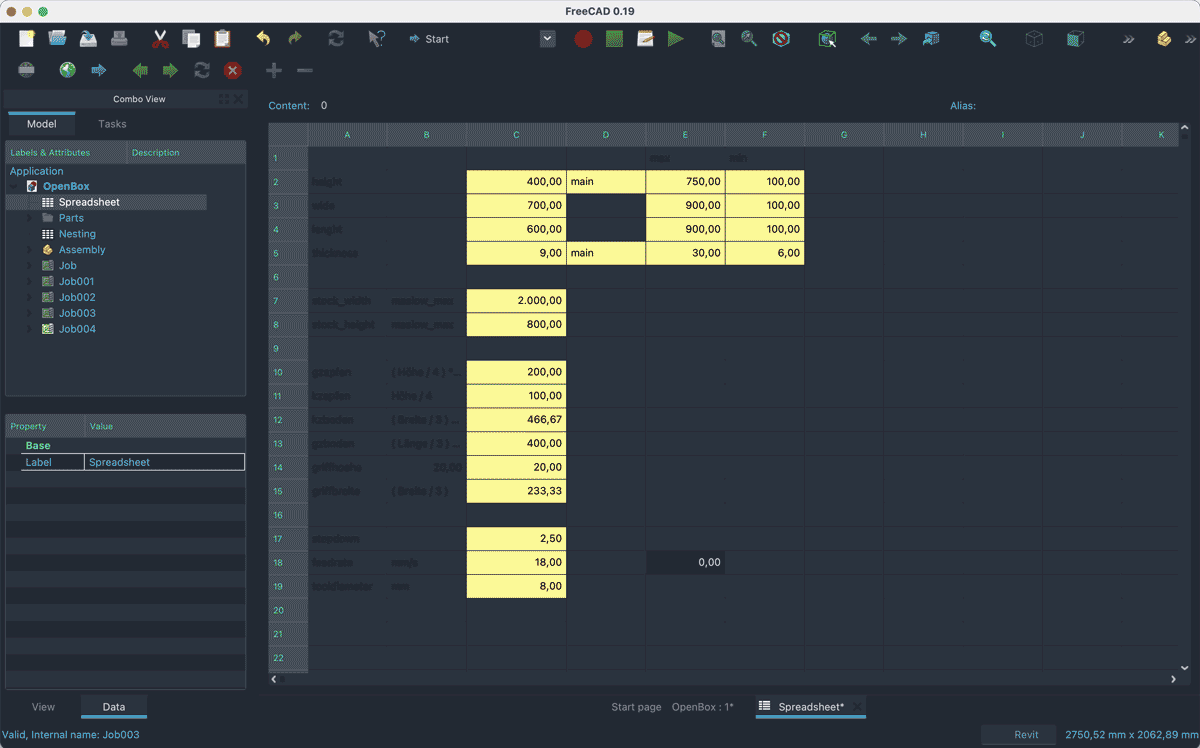 FreeCAD 0.19
Start
Combo View
Content: 0
Alias:
Model Tasks
A B C D E F G H I J K
Labels & Attributes Description
Application
OpenBox
Spreadsheet
Parts
Nesting
Assembly
Job
Job001
Job002
Job003
Job004
1 max min
2 height 400,00 main 750,00 100,00
3 wide 700,00 900,00 100,00
4 lenght 600,00 900,00 100,00
5 thickness 9,00 main 30,00 6,00
6
7 stock_width 2.000,00
8 stock_height 800,00
9
10 gzapfen ( Höhe / 4 ) *... 200,00
11 kzapfen Höhe / 4 100,00
12 kzboden ( Breite / 3 ) ... 466,67
13 gzboden ( Länge / 3 ) ... 400,00
14 griffhoehe 20,00 20,00
15 griffbreite ( Breite / 3 ) 233,33
16
17 stepdown 2,50
18 feedrate mm/s 18,00 0,00
19 mm 8,00
20
21
22
Property Value
Base
Label Spreadsheet
View Data
Start page OpenBox : 1* Spreadsheet*
Valid, Internal name: Job003
Revit 2750,52 mm x 2062,89 mm